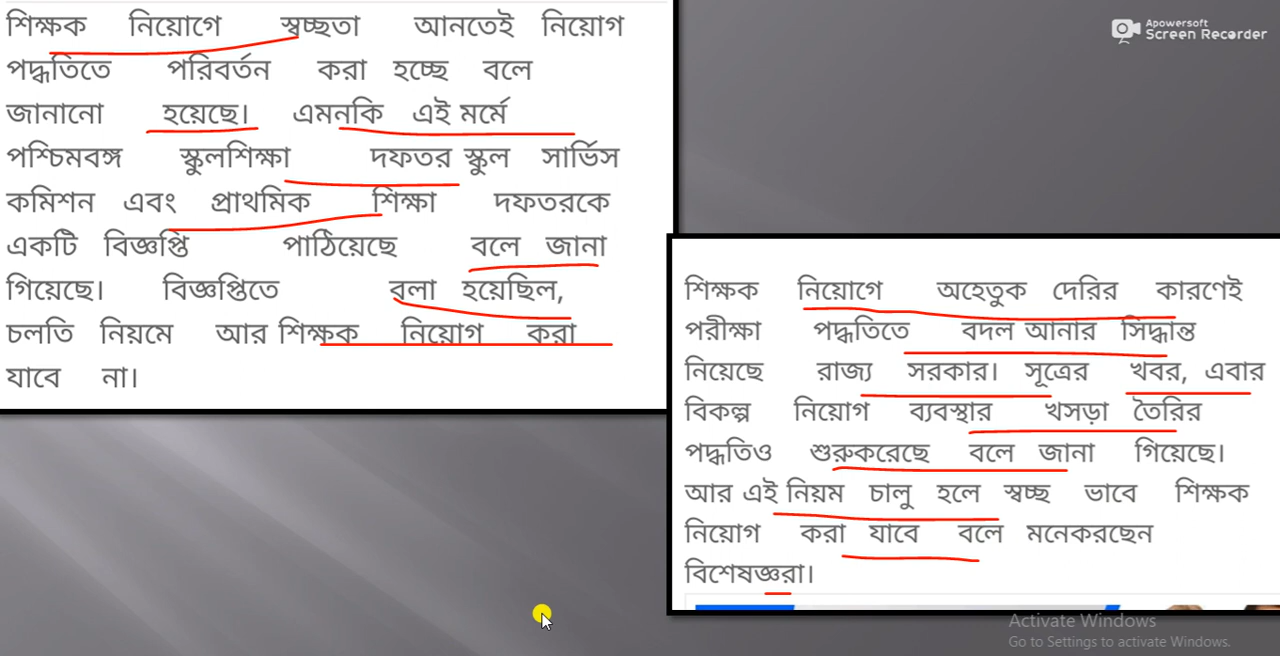 শিক্ষক নিয়োগে স্বচ্ছতা আনতেই নিয়োগ
পদ্ধতিতে পরিবর্তন করা হচ্ছে বলে
জানানো হয়েছে। এমনকি এই মর্মে
পশ্চিমবঙ্গ স্কুলশিক্ষা দফতর স্কুল সার্ভিস
কমিশন এবং প্রাথমিক শিক্ষা দফতরকে
একটি বিজ্ঞপ্তি পাঠিয়েছে বলে জানা
গিয়েছে। বিজ্ঞপ্তিতে বলা হয়েছিল,
চলতি নিয়মে আর শিক্ষক নিয়োগ করা
যাবে না।
Apowersoft
Screen Recorder
শিক্ষক নিয়োগে অহেতুক দেরির কারণেই
পরীক্ষা পদ্ধতিতে বদল আনার সিদ্ধান্ত
নিয়েছে রাজ্য সরকার। সূত্রের খবর, এবার
বিকল্প নিয়োগ ব্যবস্থার খসড়া তৈরির
পদ্ধতিও শুরুকরেছে বলে জানা গিয়েছে।
আর এই নিয়ম চালু হলে স্বচ্ছ ভাবে শিক্ষক
নিয়োগ করা যাবে বলে মনেকরছেন
বিশেষজ্ঞরা।
Activate Windows
Go to Settings to activate Windows.